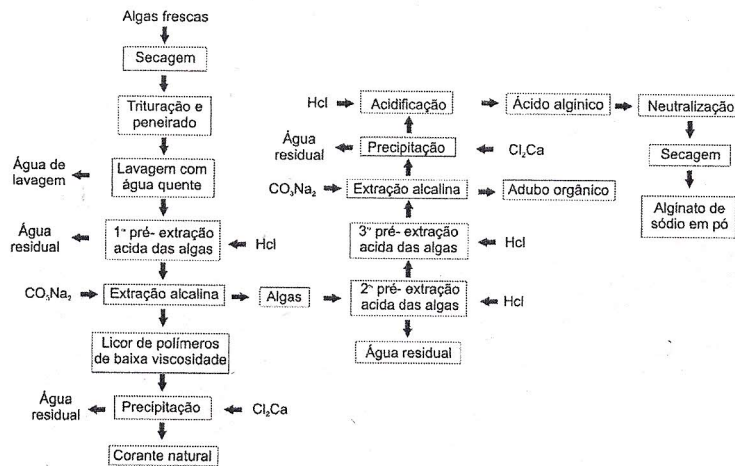 Algas frescas
Secagem
Trituração e
peneirado
Água de
lavagem
Lavagem com
água quente
Água
residual
1ª pré- extração
acida das algas
Hcl
CO₃Na₂
Extração alcalina
Algas
Licor de polímeros
de baixa viscosidade
Água
residual
Precipitação
Cl₂Ca
Corante natural
Hcl
Acidificação
Ácido algínico
Neutralização
Água
residual
Precipitação
Cl₂Ca
Secagem
CO₃Na₂
Extração alcalina
Adubo orgânico
Alginato de
sódio em pó
3ª pré- extração
acida das algas
Hcl
2ª pré- extração
acida das algas
Hcl
Água residual